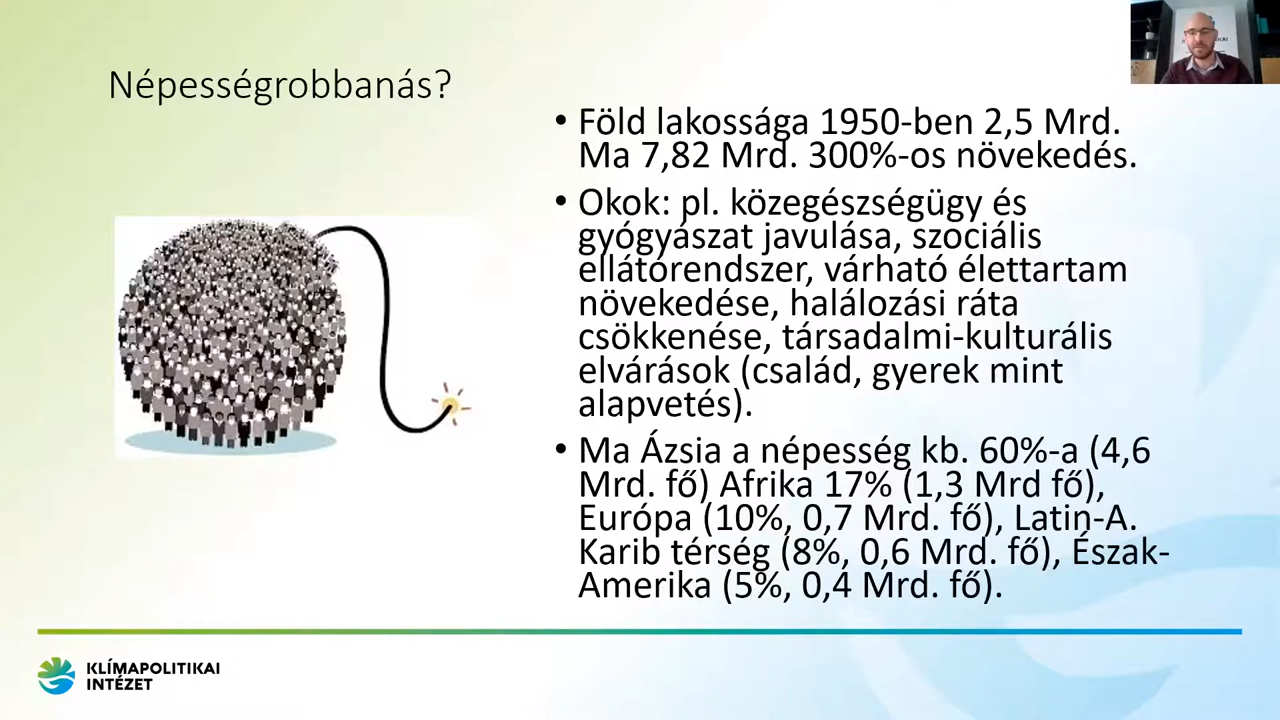 Népességrobbanás?
• Föld lakossága 1950-ben 2,5 Mrd.
Ma 7,82 Mrd. 300%-os növekedés.
• Okok: pl. közegészségügy és
gyógyászat javulása, szociális
ellátórendszer, várható élettartam
növekedése, halálozási ráta
csökkenése, társadalmi-kulturális
elvárások (család, gyerek mint
alapvetés).
• Ma Ázsia a népesség kb. 60%-a (4,6
Mrd. fő) Afrika 17% (1,3 Mrd fő),
Európa (10%, 0,7 Mrd. fő), Latin-A.
Karib térség (8%, 0,6 Mrd. fő), Észak-
Amerika (5%, 0,4 Mrd. fő).
KLÍMAPOLITIKAI
INTÉZET